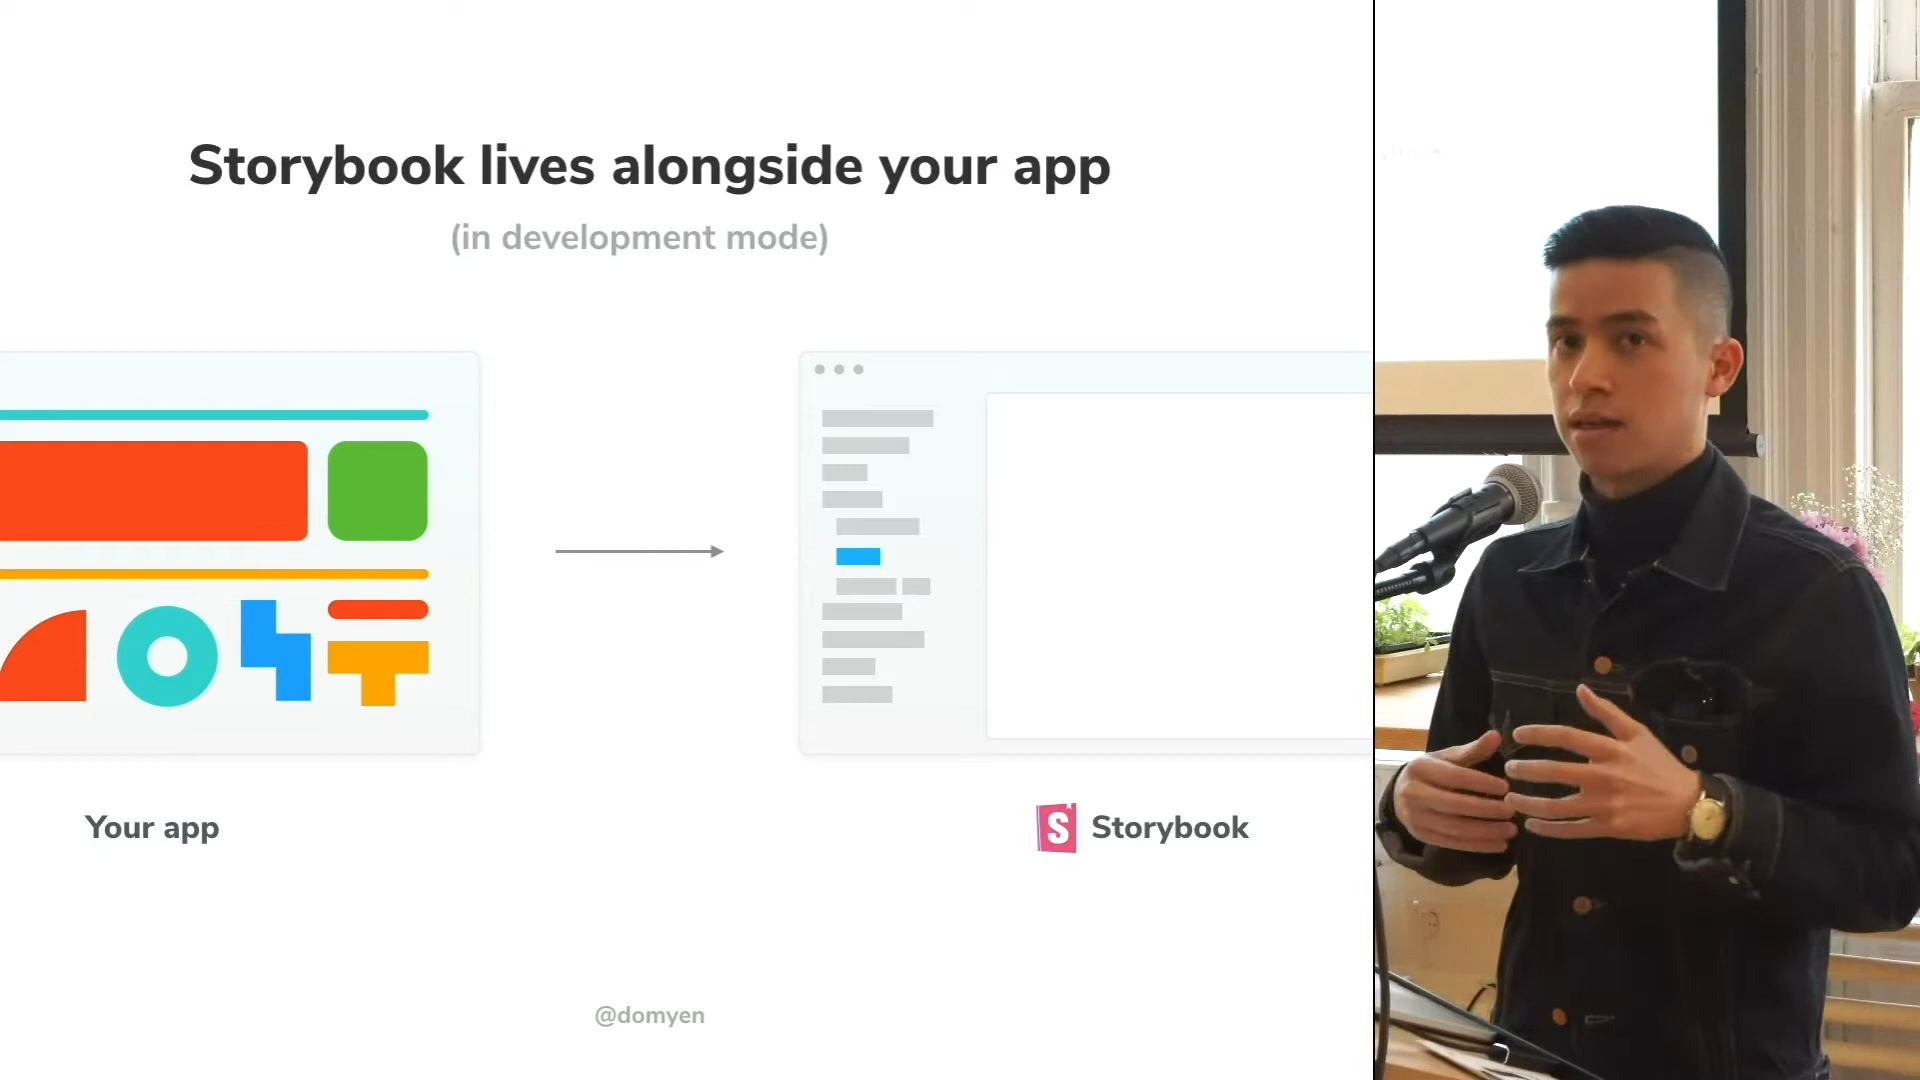 Storybook lives alongside your app
(in development mode)
Your app
S Storybook
@domyen